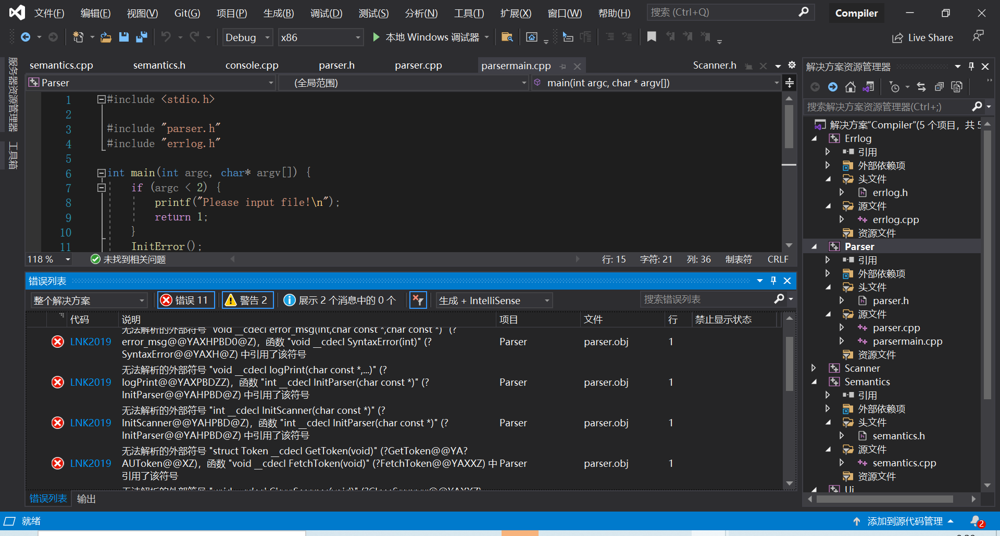 文件(F) 编辑(E) 视图(V) Git(G) 项目(P) 生成(B) 调试(D) 测试(S) 分析(N) 工具(T) 扩展(X) 窗口(W) 帮助(H) 搜索 (Ctrl+Q) Compiler
Debug x86 本地 Windows 调试器 Live Share
服务器资源管理器
工具箱
semantics.cpp semantics.h console.cpp parser.h parser.cpp parsermain.cpp Scanner.h
Parser (全局范围) main(int argc, char * argv[])
1 #include <stdio.h>
2
3 #include "parser.h"
4 #include "errlog.h"
5
6 int main(int argc, char* argv[]) {
7 if (argc < 2) {
8 printf("Please input file!\n");
9 return 1;
10 }
11 InitError();
118 % 未找到相关问题 行: 15 字符: 21 列: 36 制表符 CRLF
错误列表
整个解决方案 错误 11 警告 2 展示 2 个消息中的 0 个 生成 + IntelliSense 搜索错误列表
代码 说明 项目 文件 行 禁止显示状态
无法解析的外部符号 "void __cdecl error_msg(int,char const *,char const *)" (?
LNK2019 error_msg@@YAXHPBD0@Z)，函数 "void __cdecl SyntaxError(int)" (? Parser parser.obj 1
SyntaxError@@YAXH@Z) 中引用了该符号
无法解析的外部符号 "void __cdecl logPrint(char const *,...)" (?
LNK2019 logPrint@@YAXPBDZZ)，函数 "int __cdecl InitParser(char const *)" (? Parser parser.obj 1
InitParser@@YAHPBD@Z) 中引用了该符号
无法解析的外部符号 "int __cdecl InitScanner(char const *)" (?
LNK2019 InitScanner@@YAHPBD@Z)，函数 "int __cdecl InitParser(char const *)" (? Parser parser.obj 1
InitParser@@YAHPBD@Z) 中引用了该符号
无法解析的外部符号 "struct Token __cdecl GetToken(void)" (?GetToken@@YA?
LNK2019 AUToken@@XZ)，函数 "void __cdecl FetchToken(void)" (?FetchToken@@YAXXZ) 中 Parser parser.obj 1
引用了该符号
错误列表 输出
解决方案资源管理器
搜索解决方案资源管理器(Ctrl+;)
解决方案"Compiler"(5 个项目，共 5
Errlog
引用
外部依赖项
头文件
errlog.h
源文件
errlog.cpp
资源文件
Parser
引用
外部依赖项
头文件
parser.h
源文件
parser.cpp
parsermain.cpp
资源文件
Scanner
Semantics
引用
外部依赖项
头文件
semantics.h
源文件
semantics.cpp
资源文件
Ui
就绪 添加到源代码管理 2